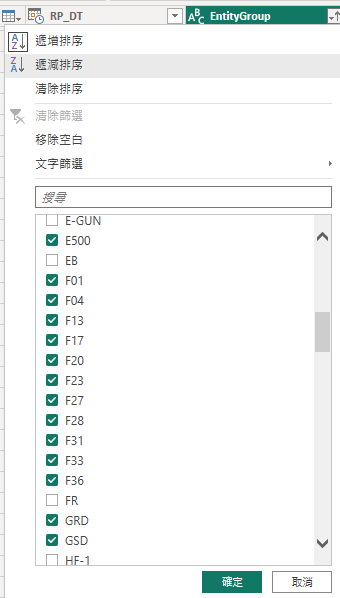 RP_DT
ABC EntityGroup
遞增排序
遞減排序
清除排序
清除篩選
移除空白
文字篩選
搜尋
E-GUN
E500
EB
F01
F04
F13
F17
F20
F23
F27
F28
F31
F33
F36
FR
GRD
GSD
HF-1
確定
取消